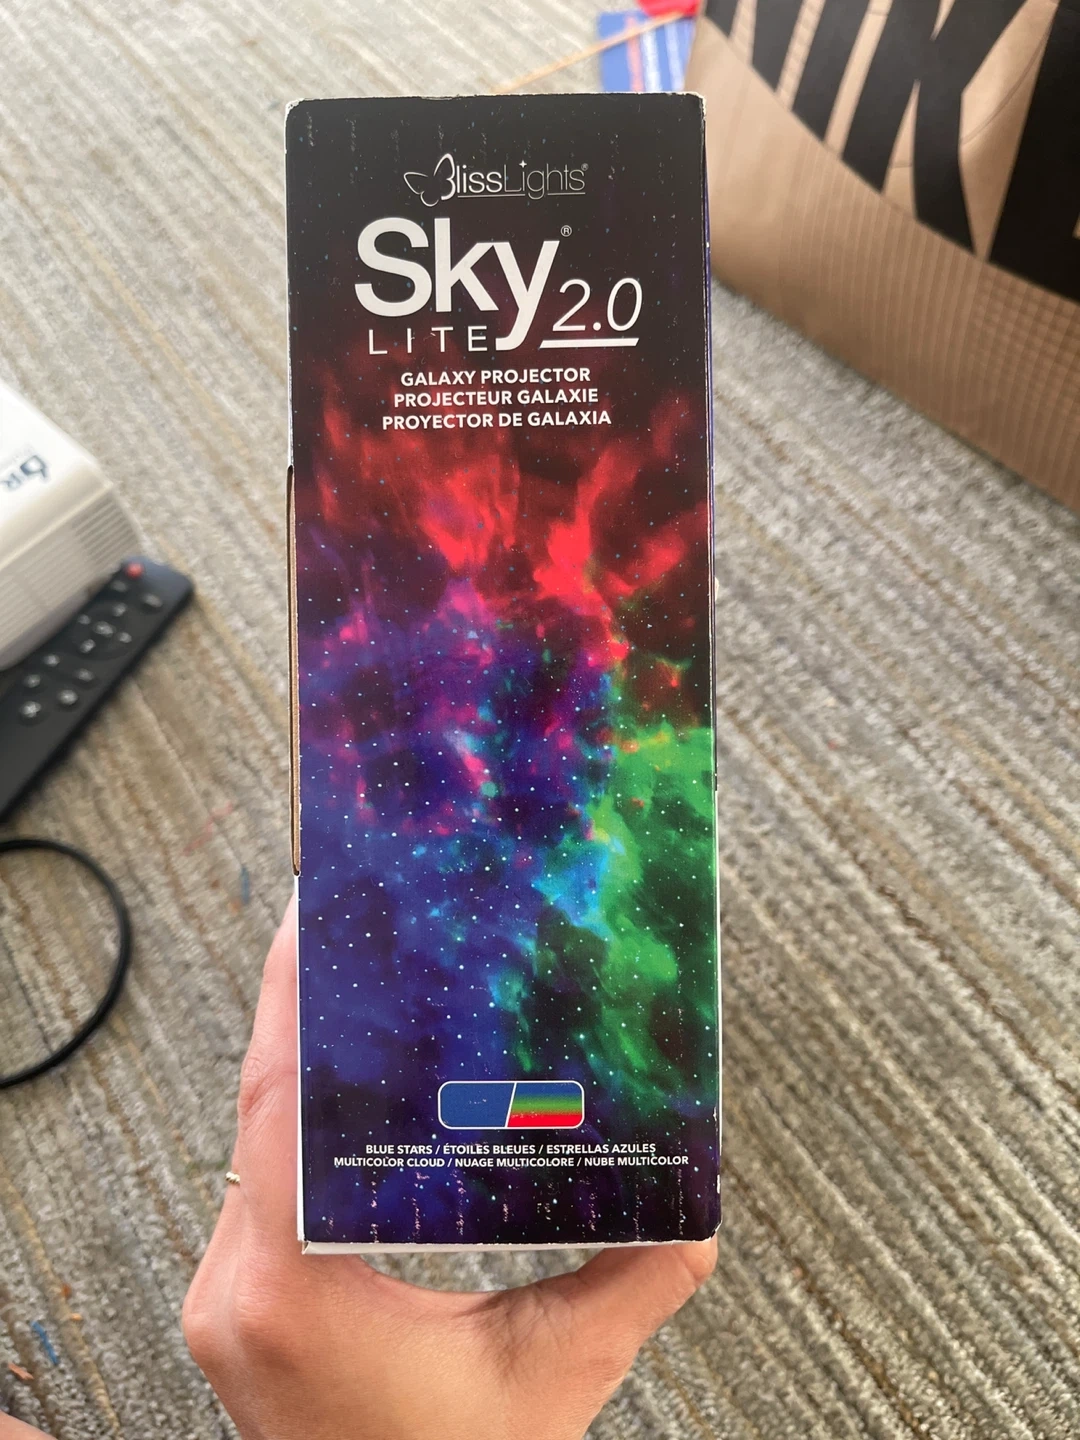 BlissLights®
Sky® 2.0
LITE
GALAXY PROJECTOR
PROJECTEUR GALAXIE
PROYECTOR DE GALAXIA
BLUE STARS / ÉTOILES BLEUES / ESTRELLAS AZULES
MULTICOLOR CLOUD / NUAGE MULTICOLORE / NUBE MULTICOLOR